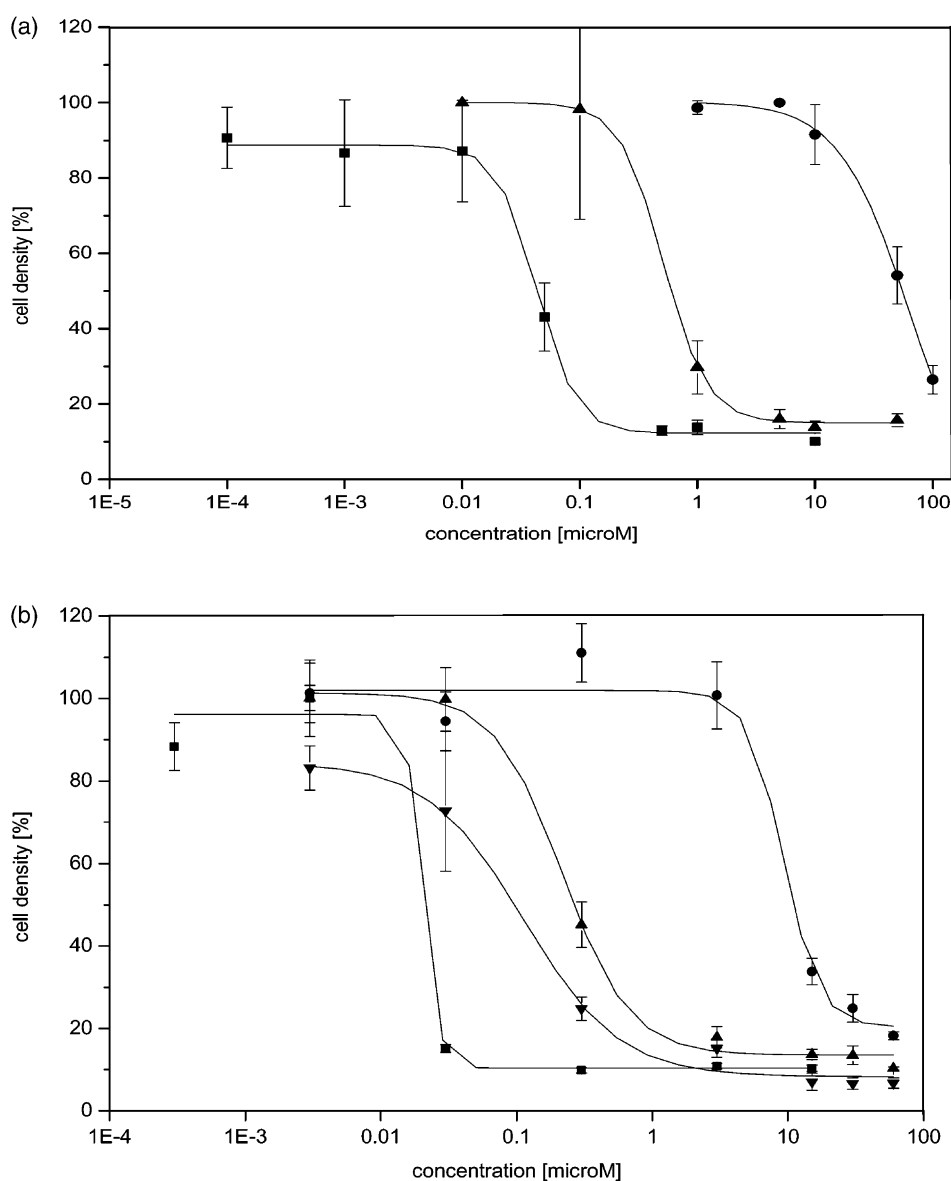 (a)
120
100
80
60
40
20
0
cell density [%]
1E-5 1E-4 1E-3 0.01 0.1 1 10 100
concentration [microM]
(b)
120
100
80
60
40
20
0
cell density [%]
1E-4 1E-3 0.01 0.1 1 10 100
concentration [microM]